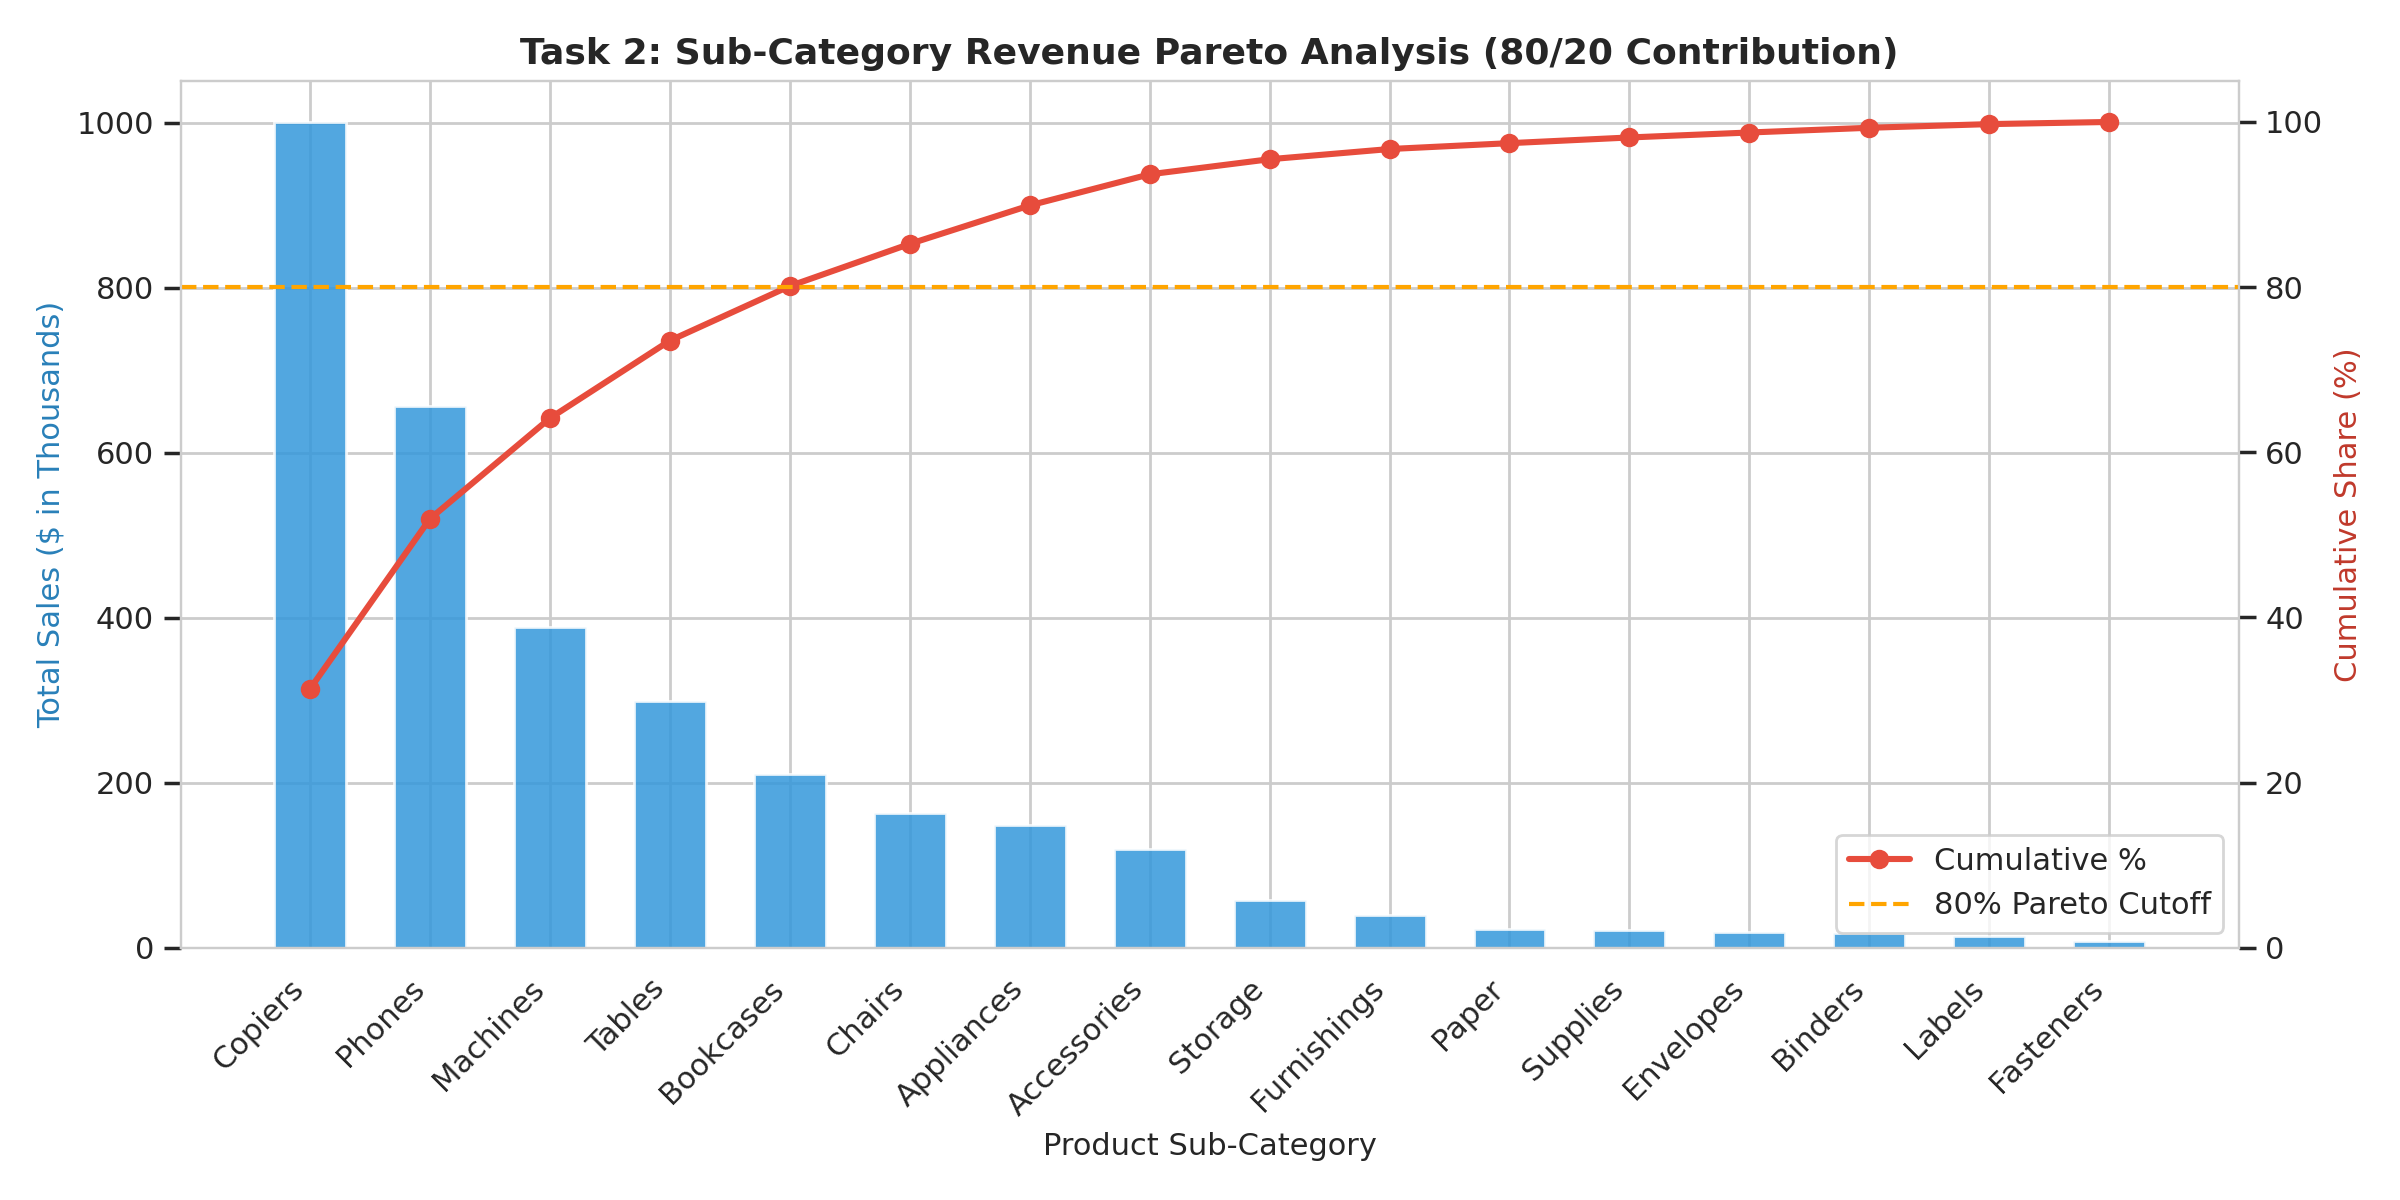 Task 2: Sub-Category Revenue Pareto Analysis (80/20 Contribution)
Total Sales ($ in Thousands)
1000
800
600
400
200
0
Cumulative Share (%)
100
80
60
40
20
0
Cumulative %
80% Pareto Cutoff
Copiers
Phones
Machines
Tables
Bookcases
Chairs
Appliances
Accessories
Storage
Furnishings
Paper
Supplies
Envelopes
Binders
Labels
Fasteners
Product Sub-Category